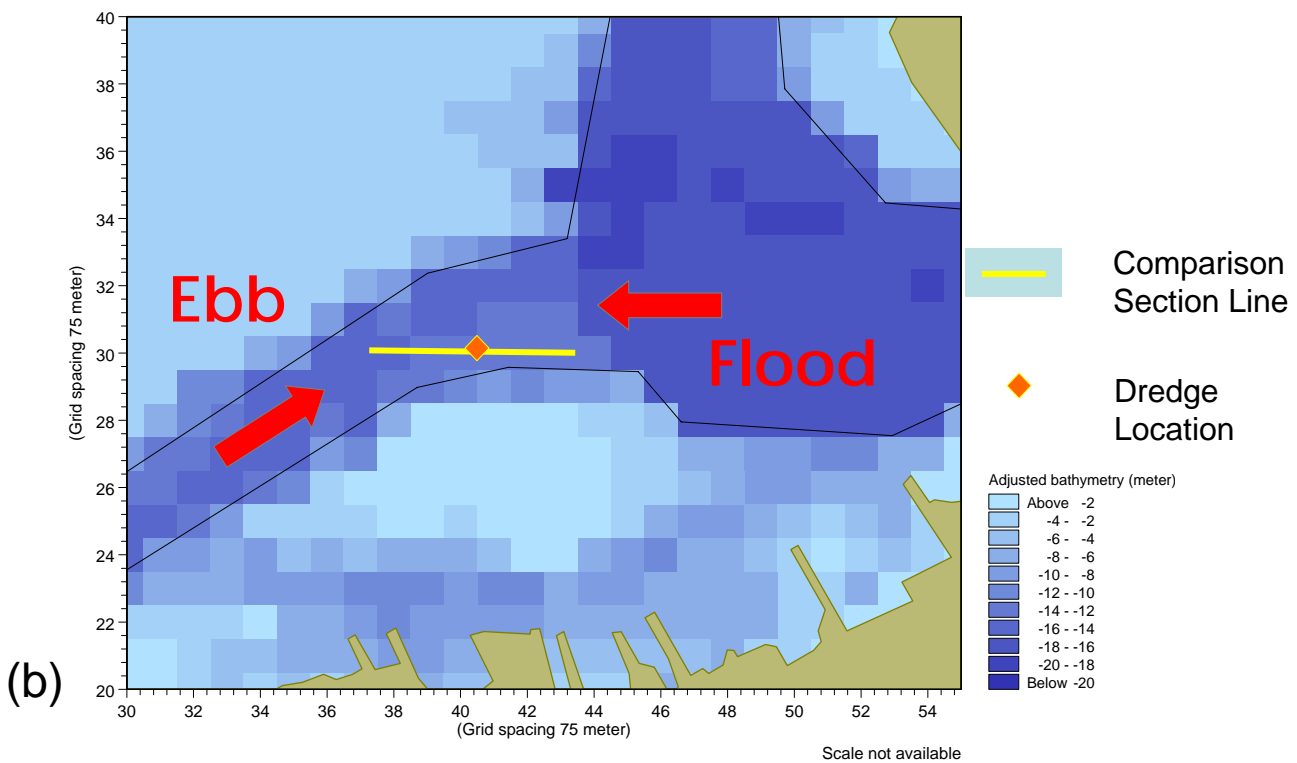 40
38
36
34
32
30
28
26
24
22
20
(Grid spacing 75 meter)
Ebb
Flood
(b)
30 32 34 36 38 40 42 44 46 48 50 52 54
(Grid spacing 75 meter)
Scale not available
Comparison
Section Line
Dredge
Location
Adjusted bathymetry (meter)
Above -2
-4 - -2
-6 - -4
-8 - -6
-10 - -8
-12 - -10
-14 - -12
-16 - -14
-18 - -16
-20 - -18
Below -20